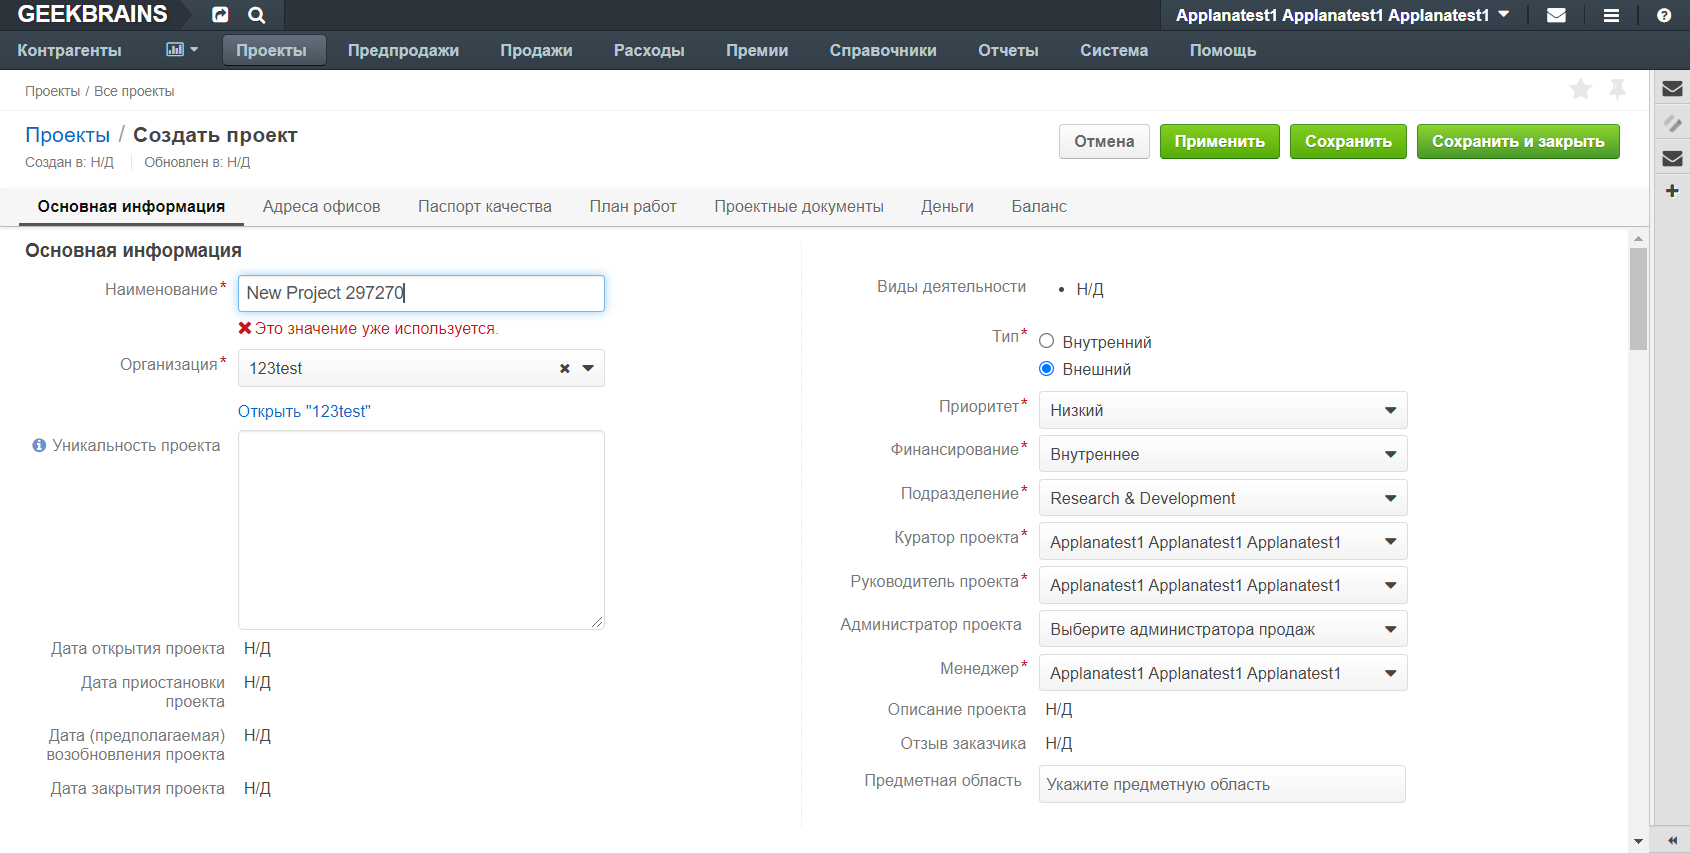 GEEKBRAINS
Applanatest1 Applanatest1 Applanatest1
Контрагенты Проекты Предпродажи Продажи Расходы Премии Справочники Отчеты Система Помощь
Проекты / Все проекты
Проекты / Создать проект
Отмена Применить Сохранить Сохранить и закрыть
Создан в: Н/Д Обновлен в: Н/Д
Основная информация Адреса офисов Паспорт качества План работ Проектные документы Деньги Баланс
Основная информация
Наименование* New Project 297270
Это значение уже используется.
Организация* 123test
Открыть "123test"
Уникальность проекта
Дата открытия проекта Н/Д
Дата приостановки
проекта Н/Д
Дата (предполагаемая)
возобновления проекта Н/Д
Дата закрытия проекта Н/Д
Виды деятельности • Н/Д
Тип* Внутренний
Внешний
Приоритет* Низкий
Финансирование* Внутреннее
Подразделение* Research & Development
Куратор проекта* Applanatest1 Applanatest1 Applanatest1
Руководитель проекта* Applanatest1 Applanatest1 Applanatest1
Администратор проекта Выберите администратора продаж
Менеджер* Applanatest1 Applanatest1 Applanatest1
Описание проекта Н/Д
Отзыв заказчика Н/Д
Предметная область Укажите предметную область